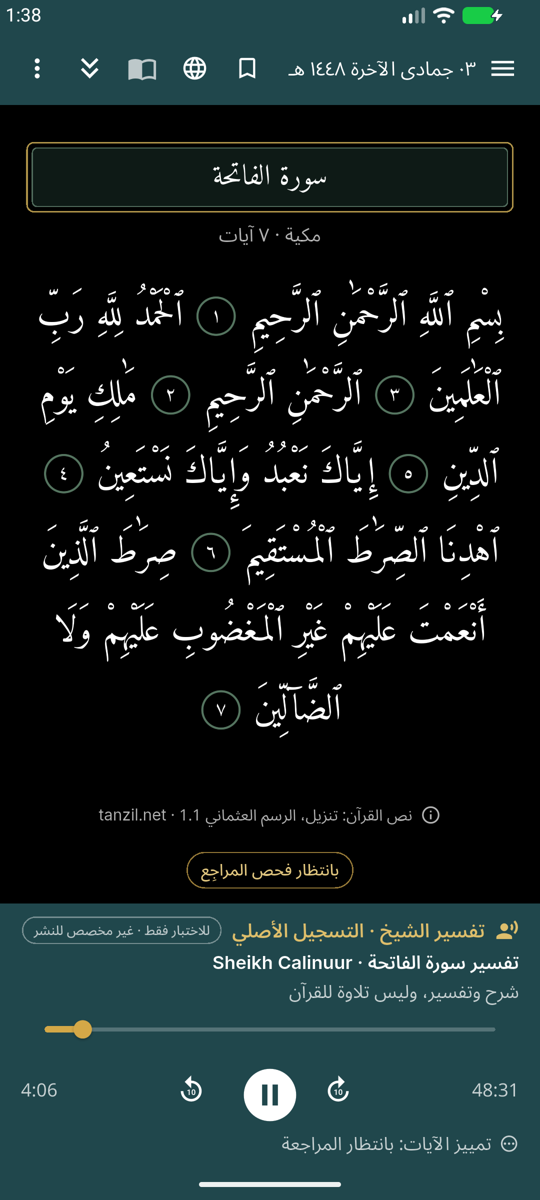 1:38
٠٣ جمادى الآخرة ١٤٤٨ هـ
سورة الفاتحة
مكية · ٧ آيات
بِسْمِ ٱللَّهِ ٱلرَّحْمَٰنِ ٱلرَّحِيمِ ١ ٱلْحَمْدُ لِلَّهِ رَبِّ
ٱلْعَٰلَمِينَ ٣ ٱلرَّحْمَٰنِ ٱلرَّحِيمِ ٢ مَٰلِكِ يَوْمِ
ٱلدِّينِ ٥ إِيَّاكَ نَعْبُدُ وَإِيَّاكَ نَسْتَعِينُ ٤
ٱهْدِنَا ٱلصِّرَٰطَ ٱلْمُسْتَقِيمَ ٦ صِرَٰطَ ٱلَّذِينَ
أَنْعَمْتَ عَلَيْهِمْ غَيْرِ ٱلْمَغْضُوبِ عَلَيْهِمْ وَلَا
ٱلضَّآلِّينَ ٧
نص القرآن: تنزيل، الرسم العثماني 1.1 · tanzil.net
بانتظار فحص المراجِع
تفسير الشيخ · التسجيل الأصلي
للاختبار فقط · غير مخصص للنشر
تفسير سورة الفاتحة · Sheikh Calinuur
شرح وتفسير، وليس تلاوة للقرآن
4:06
10
10
48:31
تمييز الآيات: بانتظار المراجعة